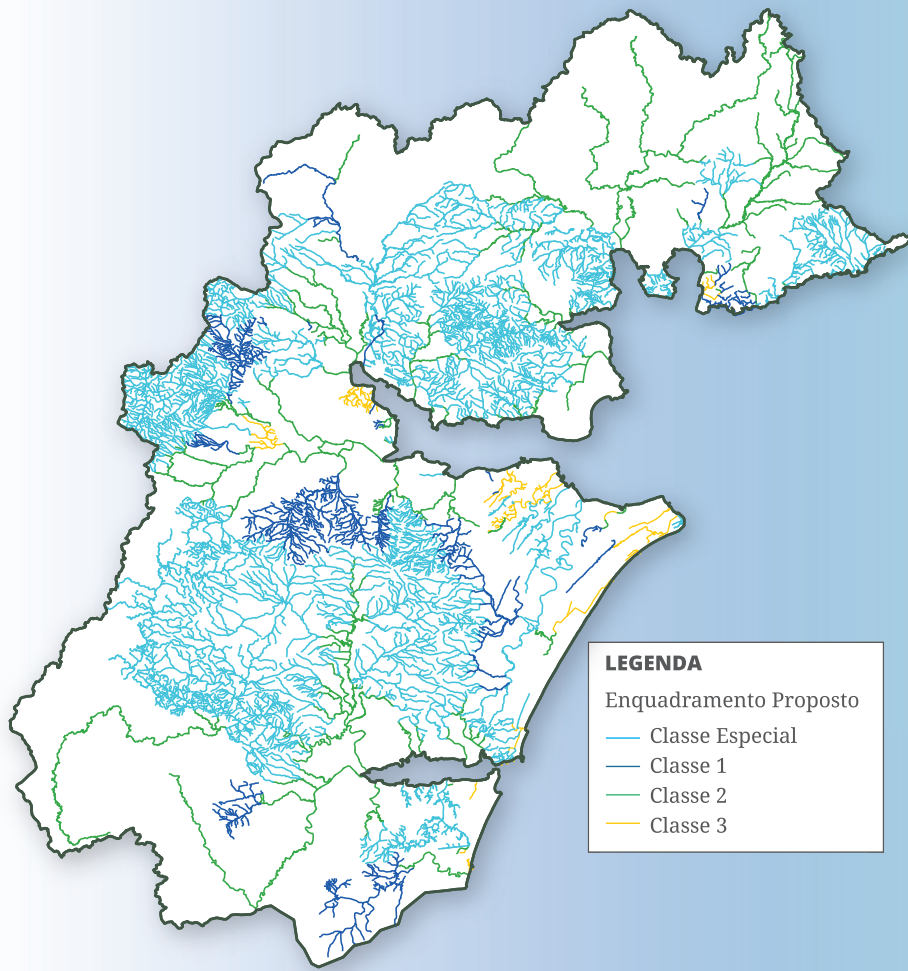 LEGENDA
Enquadramento Proposto
Classe Especial
Classe 1
Classe 2
Classe 3